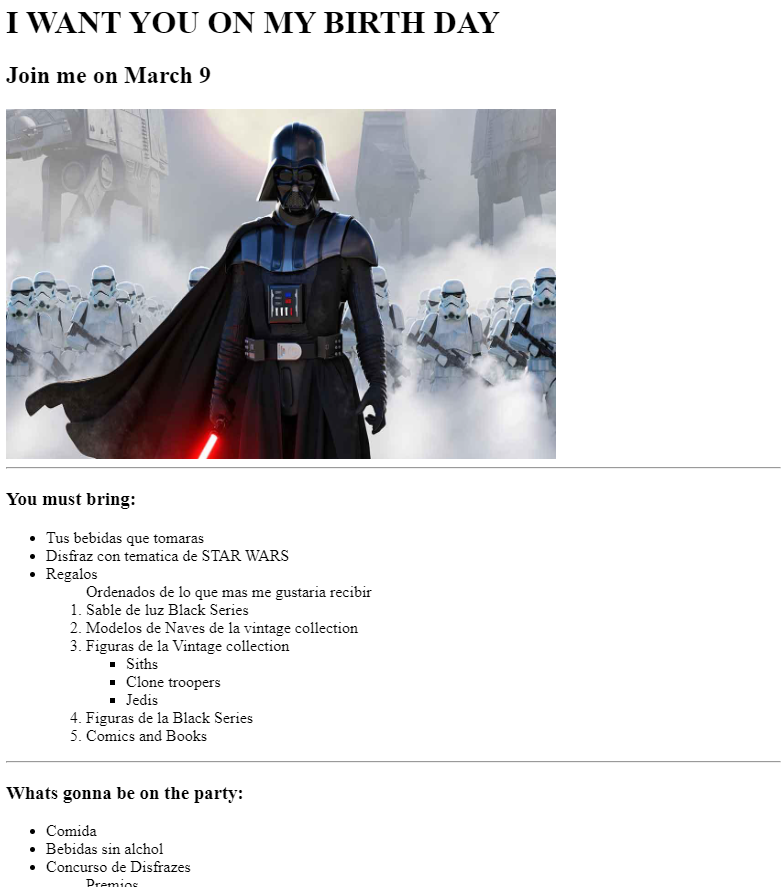 I WANT YOU ON MY BIRTH DAY
Join me on March 9
You must bring:
Tus bebidas que tomaras
Disfraz con tematica de STAR WARS
Regalos
Ordenados de lo que mas me gustaria recibir
1. Sable de luz Black Series
2. Modelos de Naves de la vintage collection
3. Figuras de la Vintage collection
Siths
Clone troopers
Jedis
4. Figuras de la Black Series
5. Comics and Books
Whats gonna be on the party:
Comida
Bebidas sin alchol
Concurso de Disfrazes
Premios